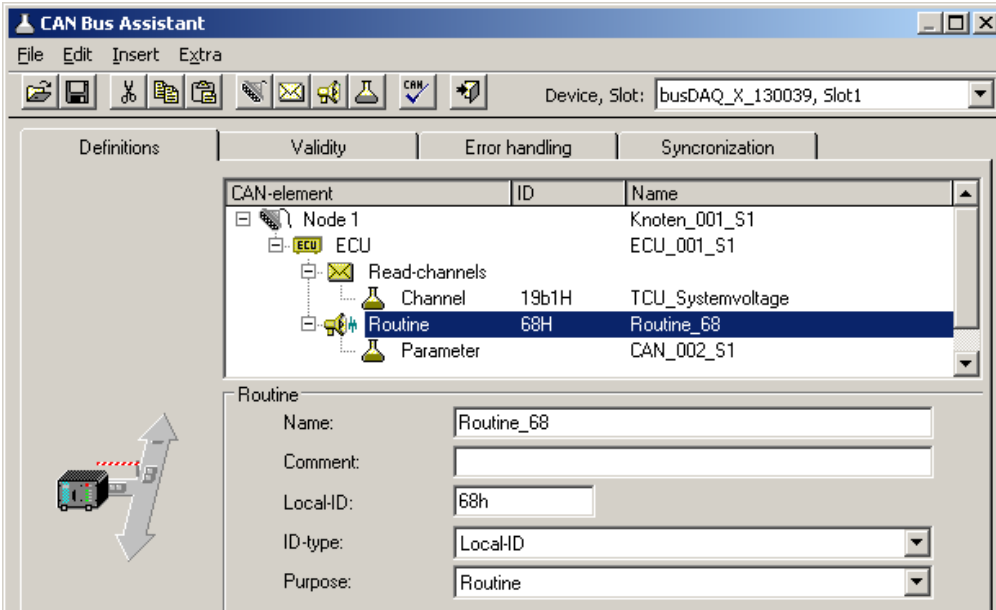 CAN Bus Assistant
File Edit Insert Extra
CAN Device, Slot: busDAQ_X_130039, Slot1
Definitions Validity Error handling Syncronization
CAN-element ID Name
Node 1 Knoten_001_S1
ECU ECU ECU_001_S1
Read-channels
Channel 19b1H TCU_Systemvoltage
Routine 68H Routine_68
Parameter CAN_002_S1
Routine
Name: Routine_68
Comment:
Local-ID: 68h
ID-type: Local-ID
Purpose: Routine